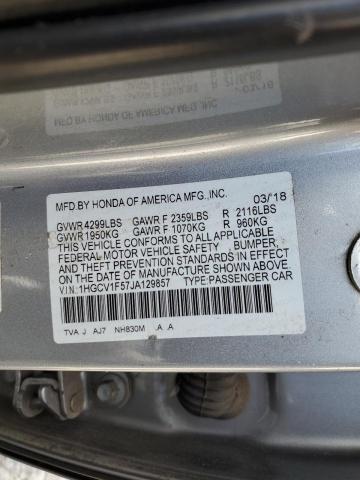 MFD.BY HONDA OF AMERICA MFG.,INC. 03/18
GVWR 4299LBS GAWR F 2359LBS R 2116LBS
GVWR 1950KG GAWR F 1070KG R 960KG
THIS VEHICLE CONFORMS TO ALL APPLICABLE
FEDERAL MOTOR VEHICLE SAFETY BUMPER,
AND THEFT PREVENTION STANDARDS IN EFFECT
ON THE DATE OF MANUFACTURE SHOWN ABOVE.
V.I.N: 1HGCV1F57JA129857 TYPE:PASSENGER CAR
TVA J AJ7 NH830M .A .A